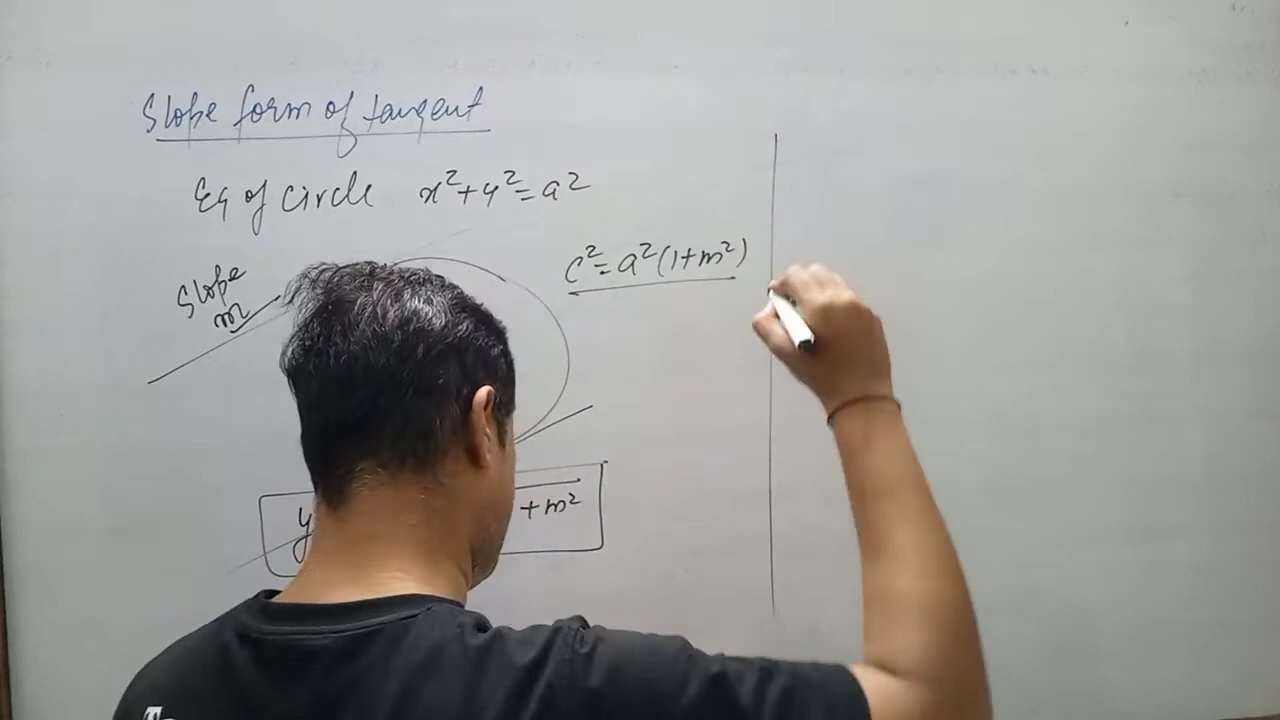 Slope form of tangent
Eq of circle x²+y²=a²
Slope
m
c²=a²(1+m²)
y +m²